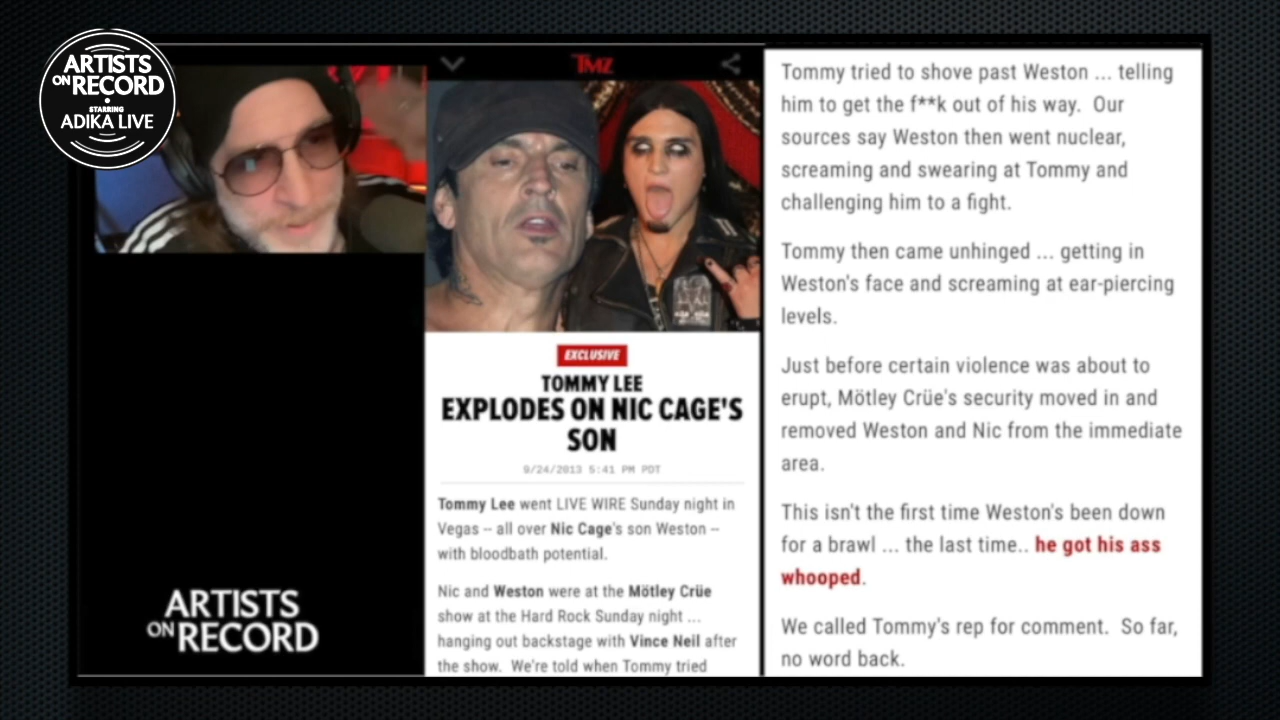 ARTISTS
ON RECORD
STARRING
ADIKA LIVE
ARTISTS
ON RECORD
TMZ
EXCLUSIVE
TOMMY LEE
EXPLODES ON NIC CAGE'S
SON
9/24/2013 5:41 PM PDT
Tommy Lee went LIVE WIRE Sunday night in
Vegas -- all over Nic Cage's son Weston --
with bloodbath potential.
Nic and Weston were at the Mötley Crüe
show at the Hard Rock Sunday night ...
hanging out backstage with Vince Neil after
the show.  We're told when Tommy tried
Tommy tried to shove past Weston ... telling
him to get the f**k out of his way.  Our
sources say Weston then went nuclear,
screaming and swearing at Tommy and
challenging him to a fight.
Tommy then came unhinged ... getting in
Weston's face and screaming at ear-piercing
levels.
Just before certain violence was about to
erupt, Mötley Crüe's security moved in and
removed Weston and Nic from the immediate
area.
This isn't the first time Weston's been down
for a brawl ... the last time.. he got his ass
whooped.
We called Tommy's rep for comment.  So far,
no word back.